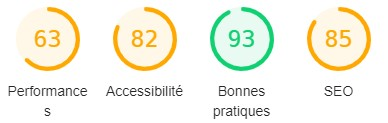 63 82 93 85
Performance Accessibilité Bonnes SEO
s pratiques